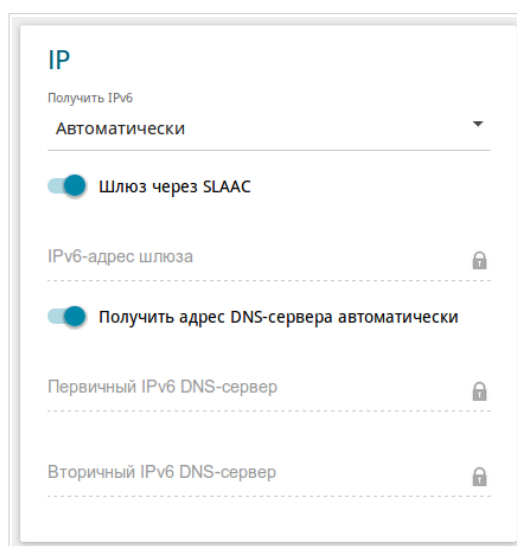 IP
Получить IPv6
Автоматически
Шлюз через SLAAC
IPv6-адрес шлюза
Получить адрес DNS-сервера автоматически
Первичный IPv6 DNS-сервер
Вторичный IPv6 DNS-сервер